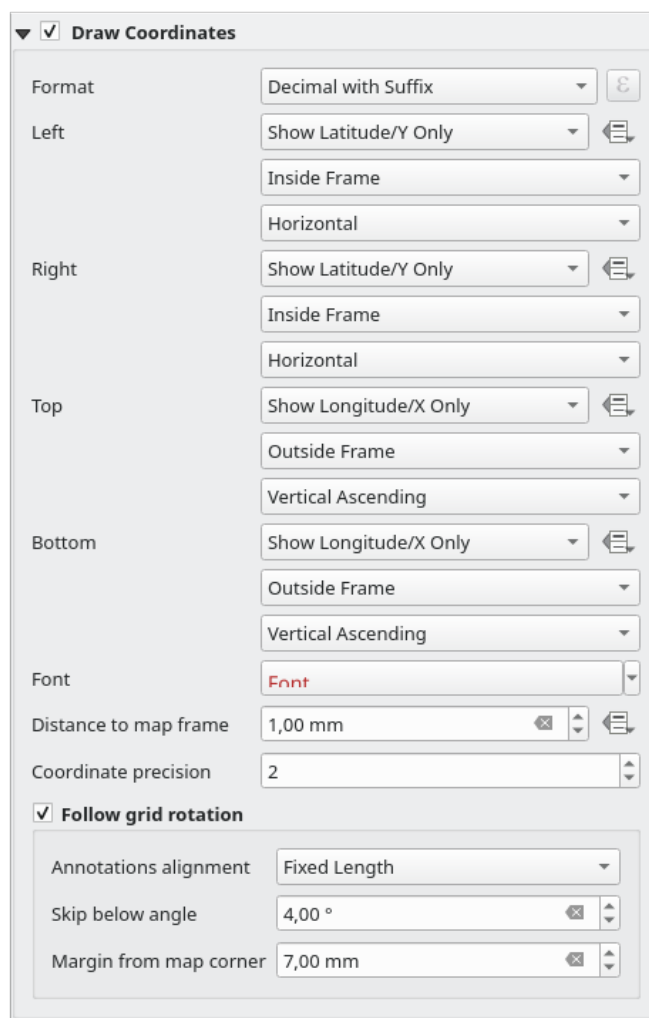 Draw Coordinates
Format Decimal with Suffix ε
Left Show Latitude/Y Only
Inside Frame
Horizontal
Right Show Latitude/Y Only
Inside Frame
Horizontal
Top Show Longitude/X Only
Outside Frame
Vertical Ascending
Bottom Show Longitude/X Only
Outside Frame
Vertical Ascending
Font Font
Distance to map frame 1,00 mm
Coordinate precision 2
Follow grid rotation
Annotations alignment Fixed Length
Skip below angle 4,00 °
Margin from map corner 7,00 mm